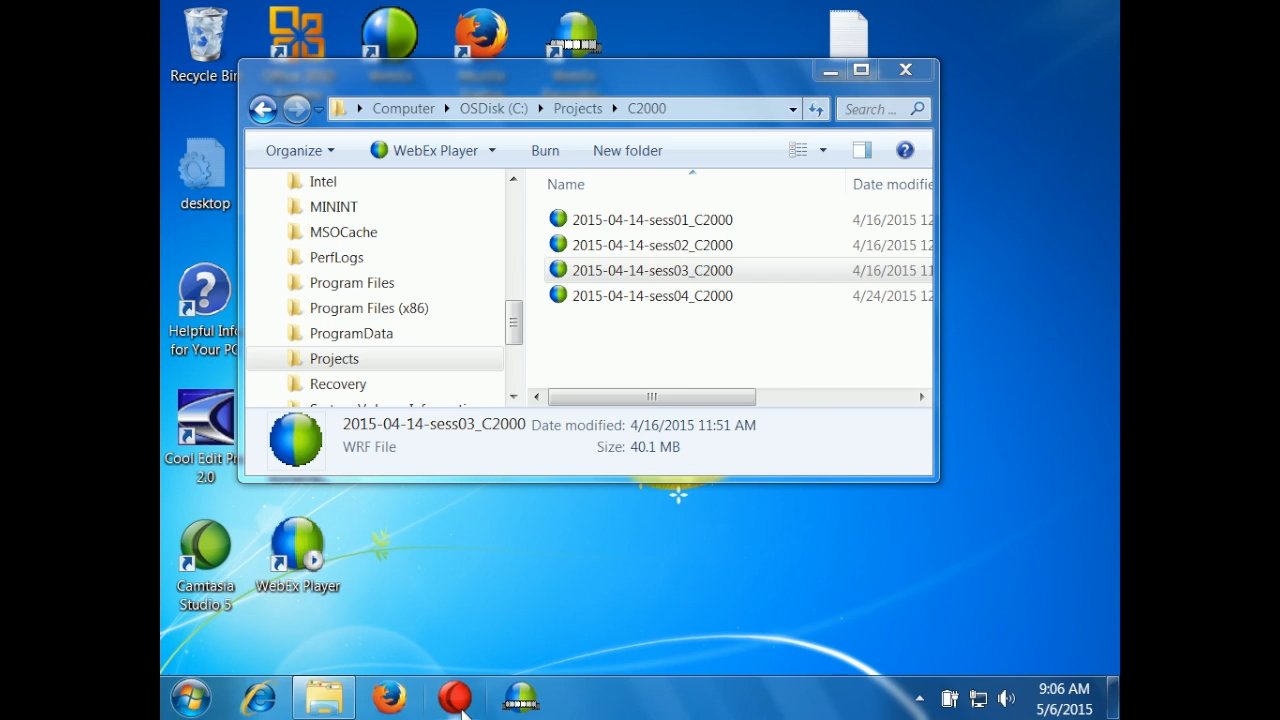 Recycle Bin
Computer
OSDisk (C:)
Projects
C2000
Search ...
Organize
WebEx Player
Burn
New folder
Intel
MININT
MSOCache
PerfLogs
Program Files
Program Files (x86)
ProgramData
Projects
Recovery
Name
Date modifie
2015-04-14-sess01_C2000
4/16/2015 12
2015-04-14-sess02_C2000
4/16/2015 12
2015-04-14-sess03_C2000
4/16/2015 11
2015-04-14-sess04_C2000
4/24/2015 12
2015-04-14-sess03_C2000 Date modified: 4/16/2015 11:51 AM
WRF File Size: 40.1 MB
desktop
Helpful Info
for Your PC
Cool Edit Pr
2.0
Camtasia
Studio 5
WebEx Player
9:06 AM
5/6/2015